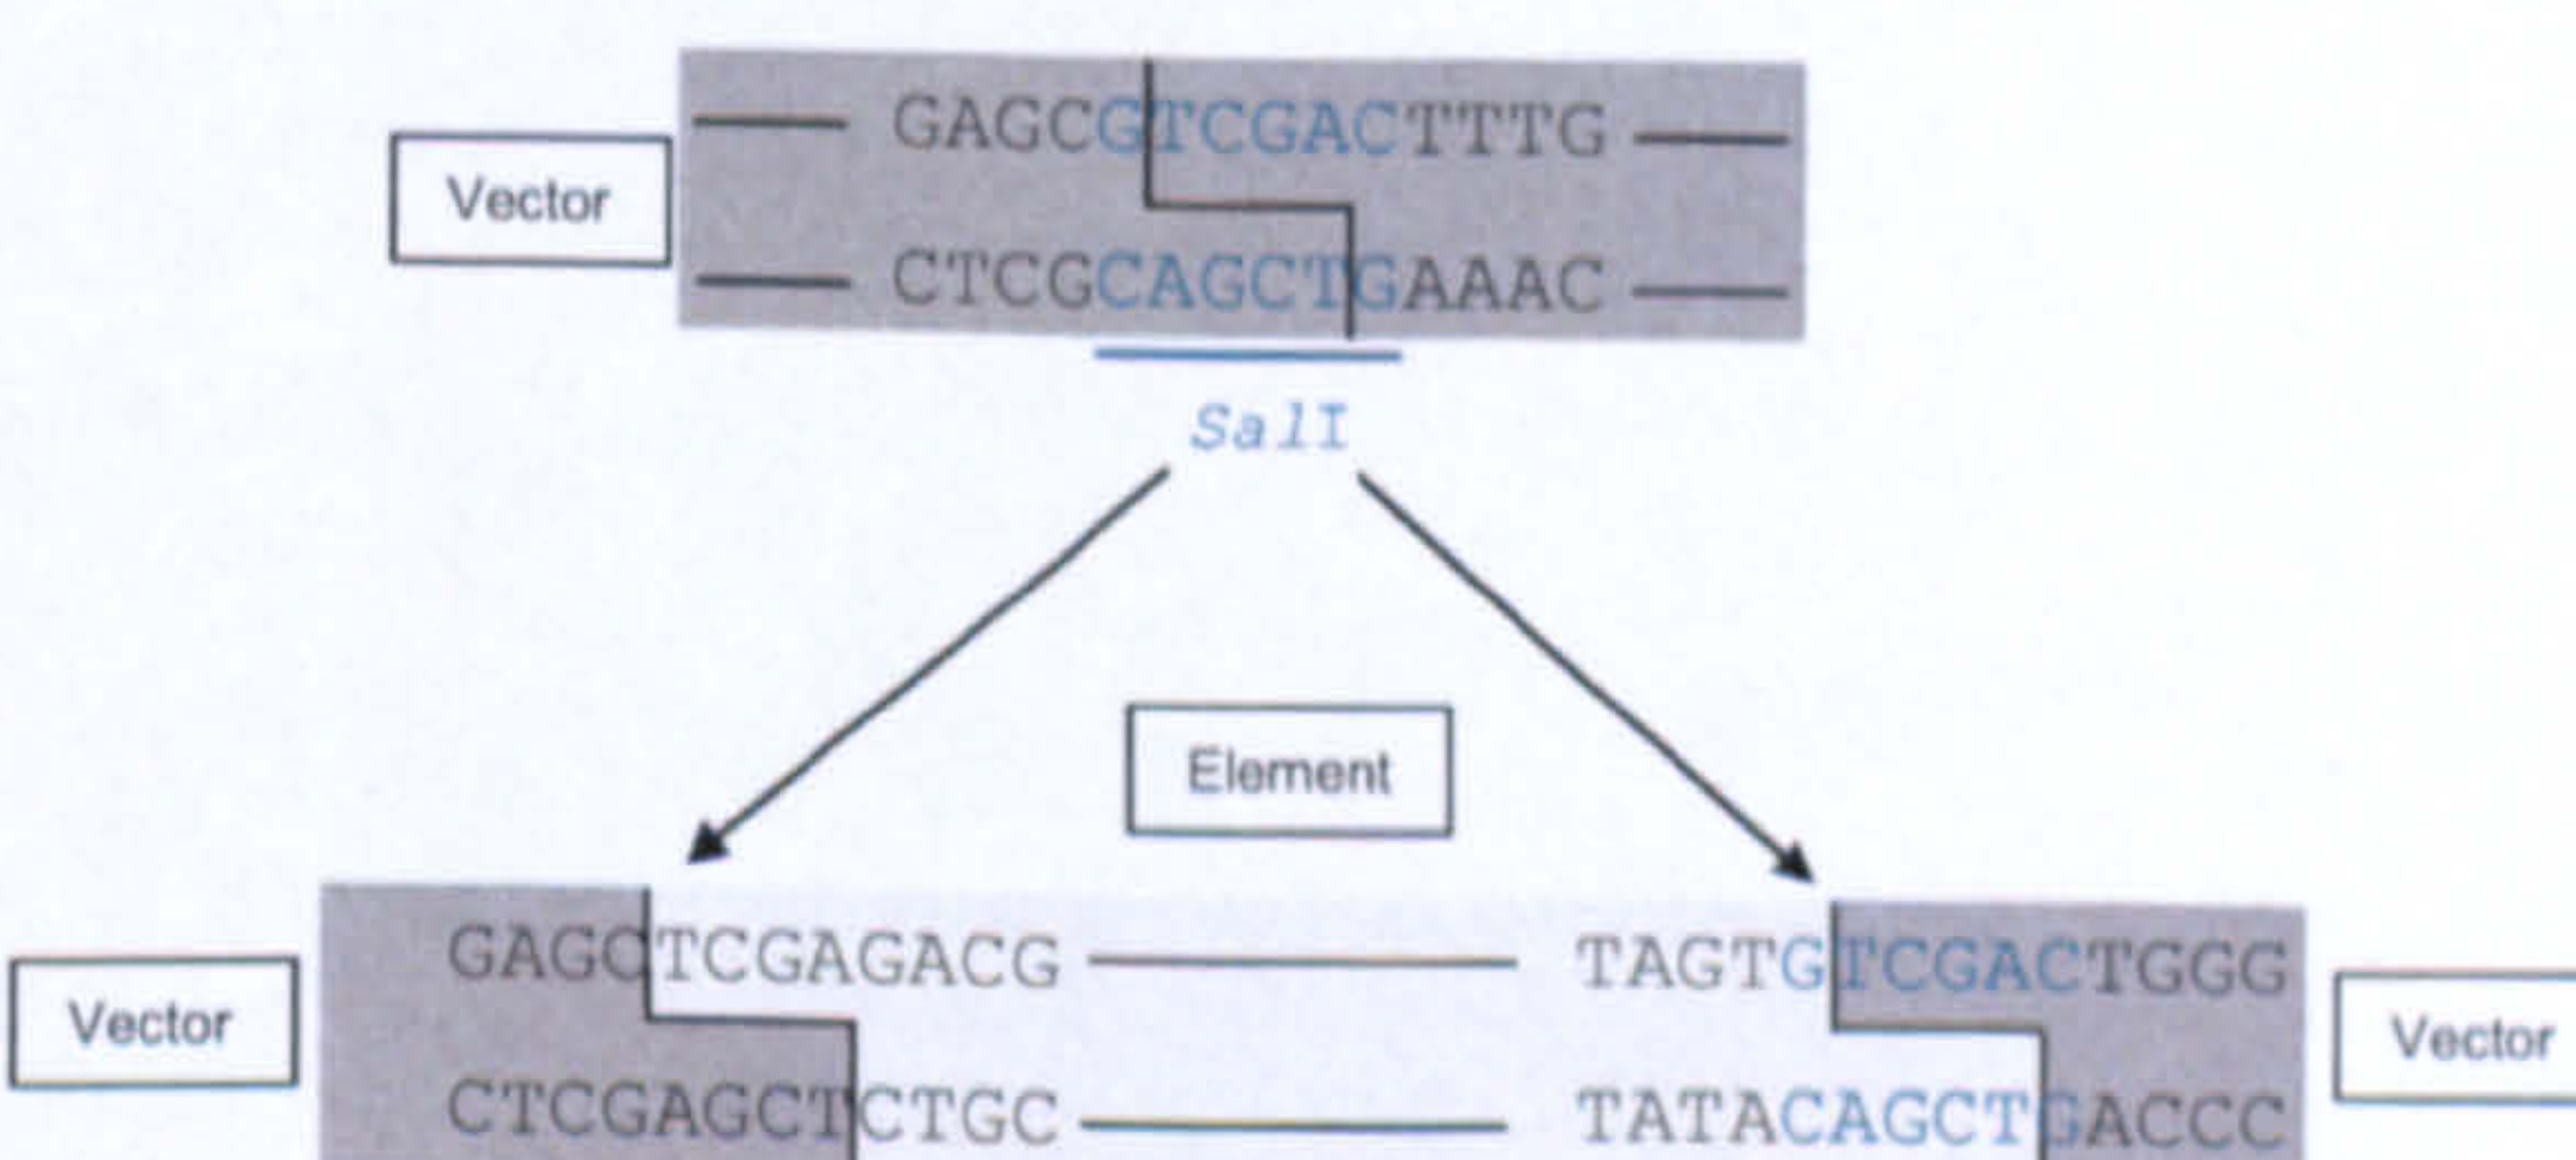 GAGCGTCGACTTTG
Vector
CTCGCAGCTGAAAC
SalI
Element
GAGCTCGAGACG TAGTGTCGACTGGG
Vector Vector
CTCGAGCTCTGC TATACAGCTGACCC